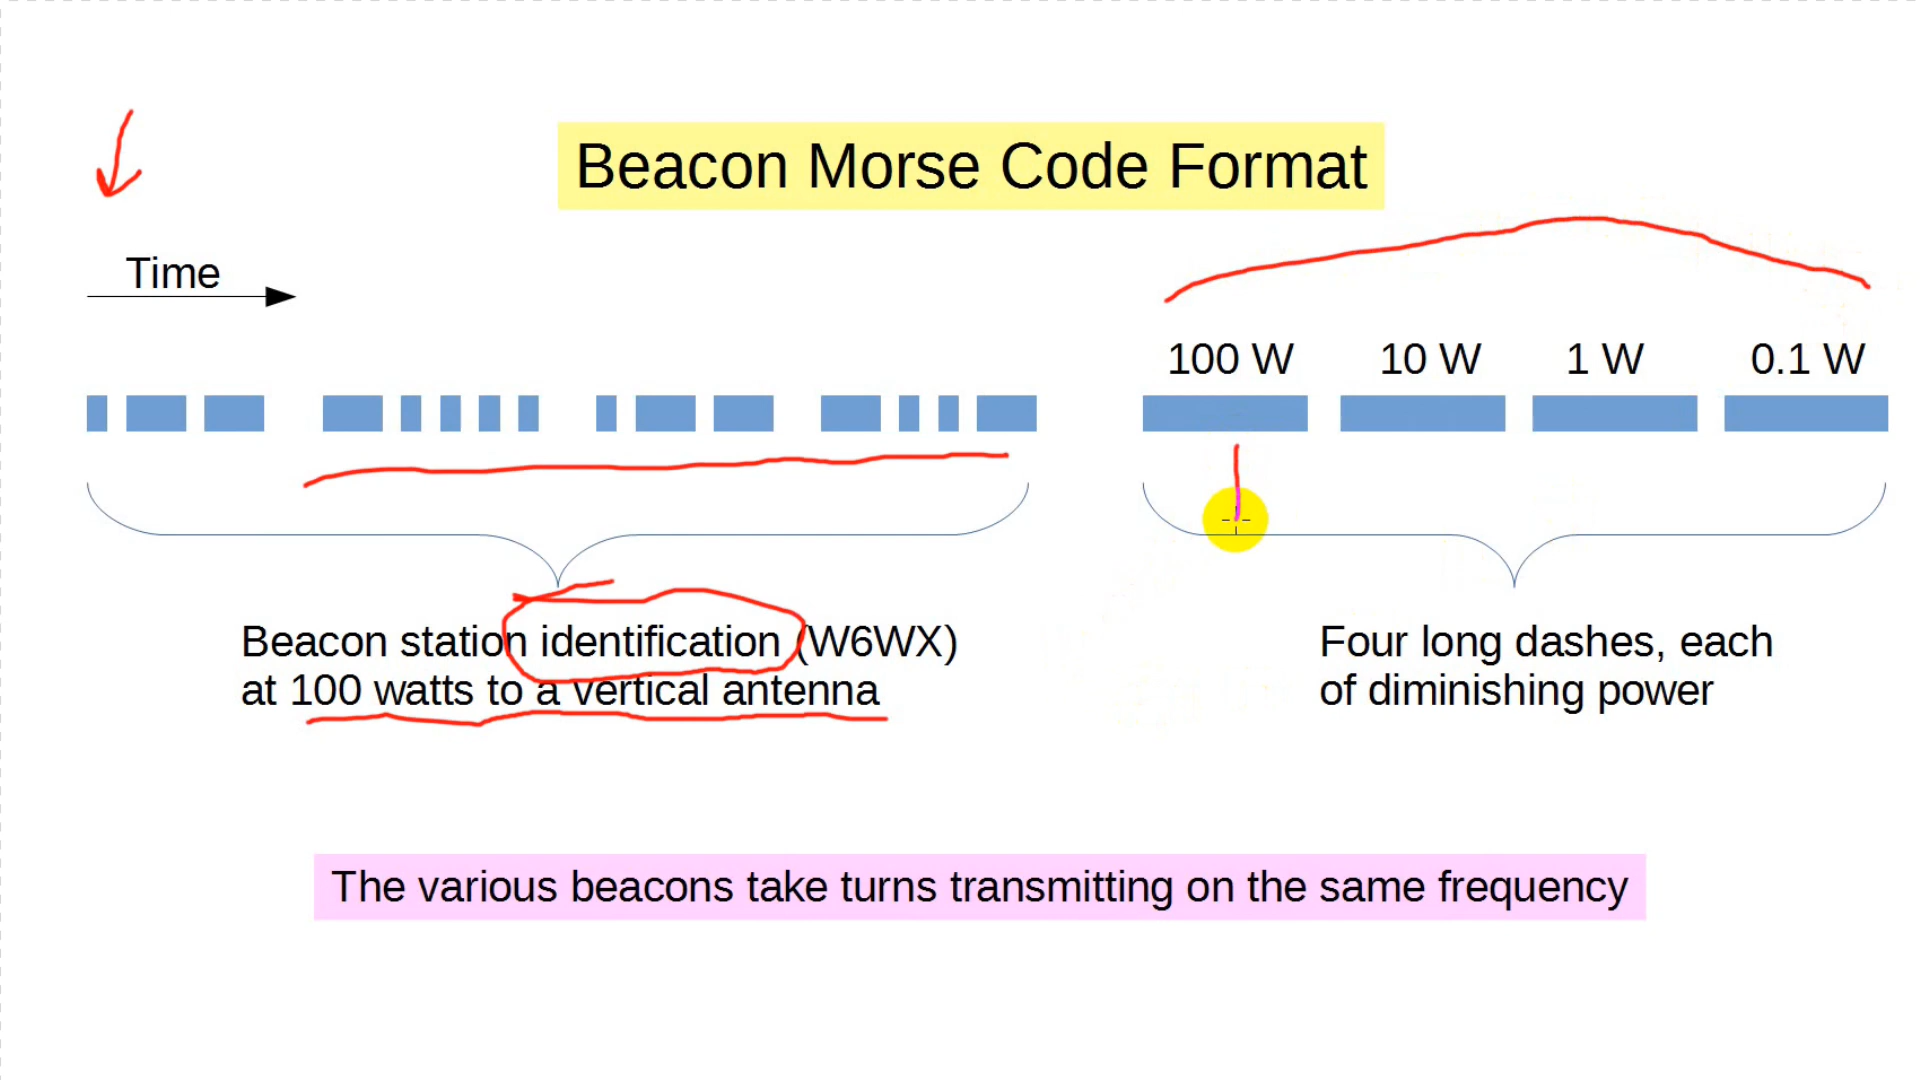 Beacon Morse Code Format
Time
100 W 10 W 1 W 0.1 W
Beacon station identification (W6WX)
at 100 watts to a vertical antenna
Four long dashes, each
of diminishing power
The various beacons take turns transmitting on the same frequency